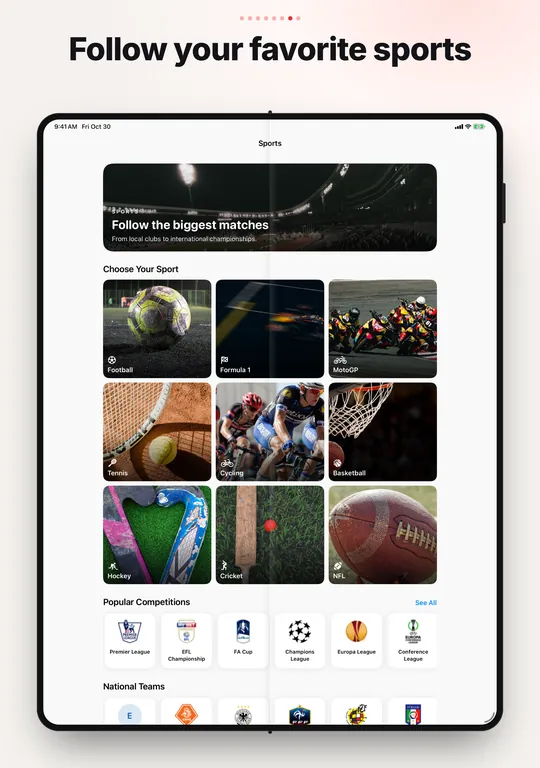 Follow your favorite sports
9:41 AM Fri Oct 30
Sports
SPORTS
Follow the biggest matches
From local clubs to international championships.
Choose Your Sport
Football
Formula 1
MotoGP
Tennis
Cycling
Basketball
Hockey
Cricket
NFL
Popular Competitions
See All
Premier League
EFL
Championship
FA Cup
Champions
League
Europa League
Conference
League
National Teams
E
FFF